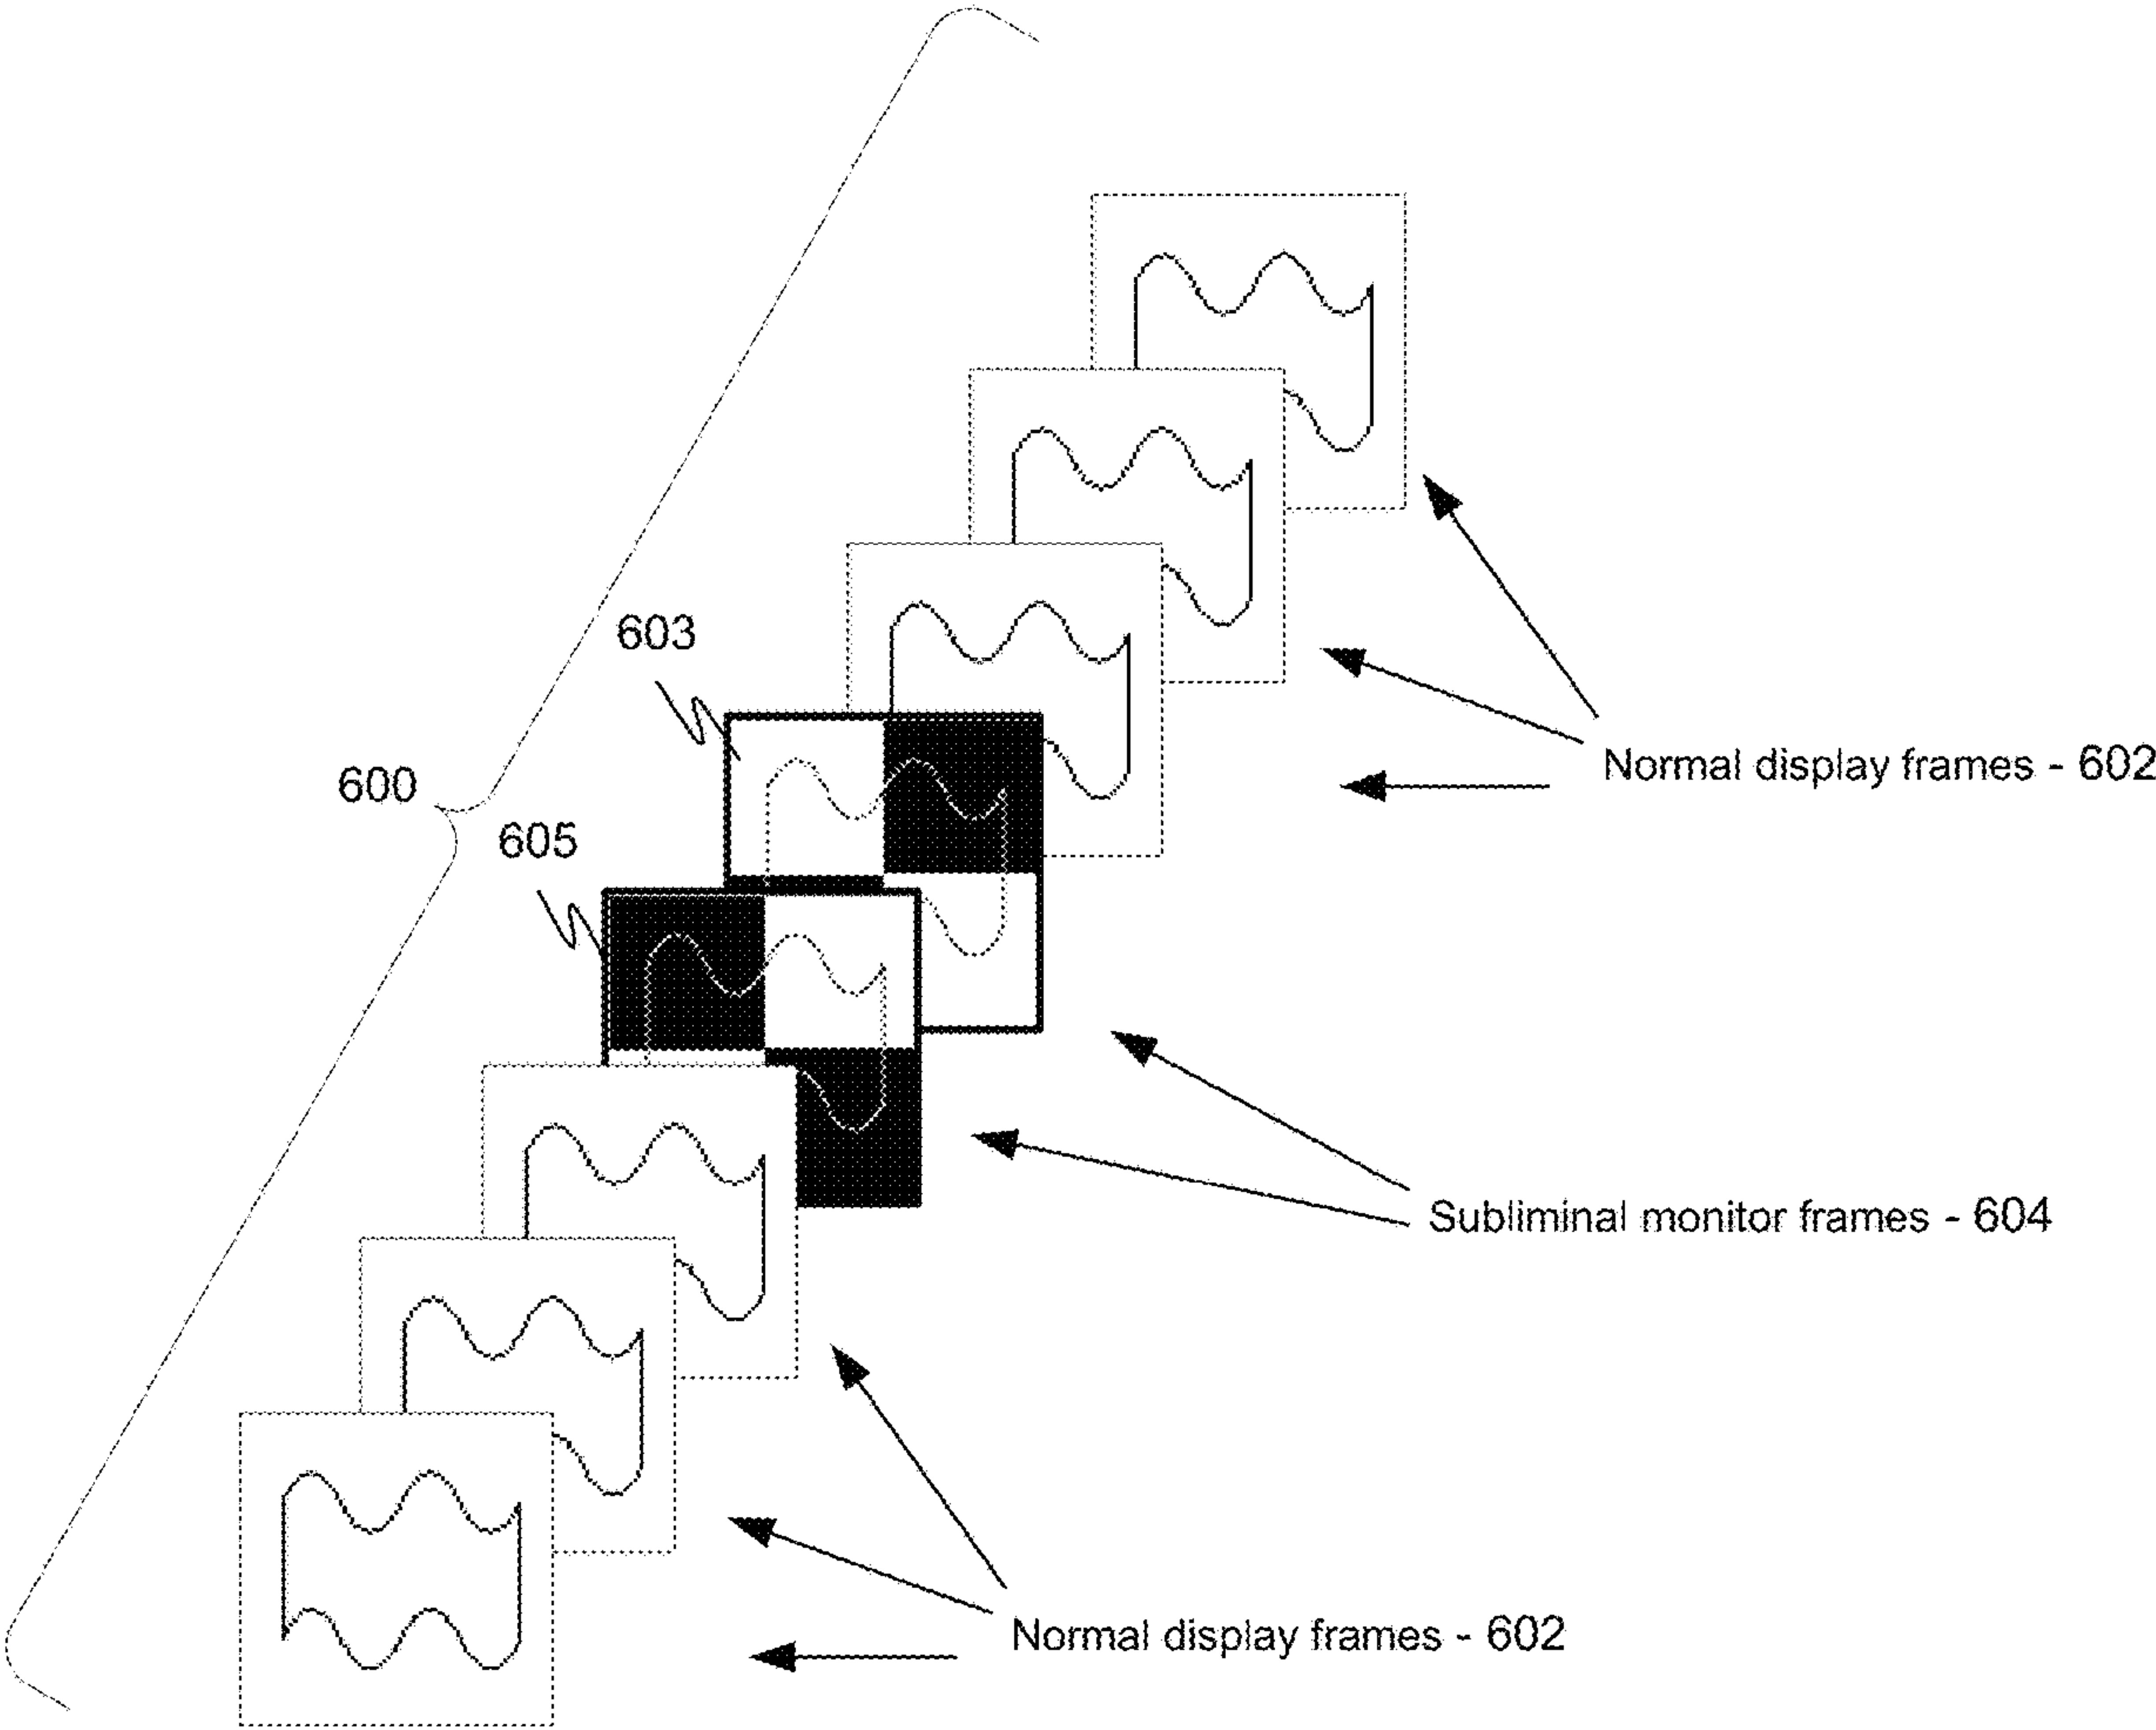 603
600
Normal display frames - 602
605
Subliminal monitor frames - 604
Normal display frames - 602